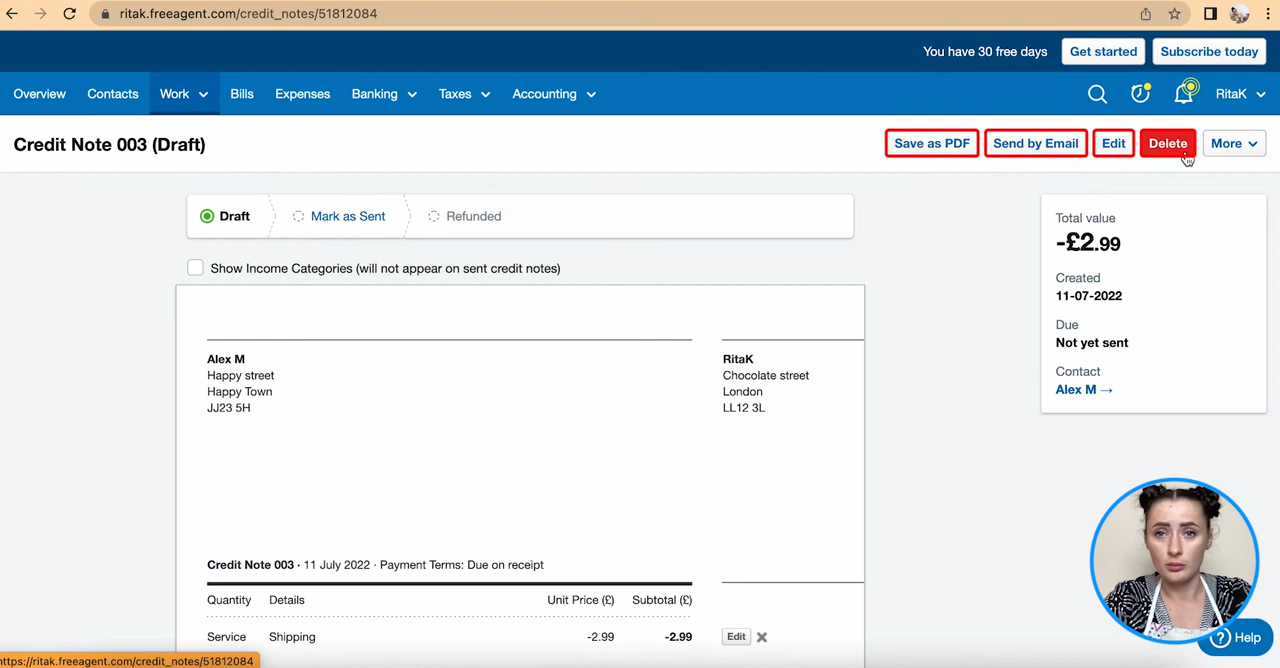 ritak.freeagent.com/credit_notes/51812084
You have 30 free days Get started Subscribe today
Overview Contacts Work Bills Expenses Banking Taxes Accounting RitaK
Credit Note 003 (Draft) Save as PDF Send by Email Edit Delete More
Draft Mark as Sent Refunded
Show Income Categories (will not appear on sent credit notes)
Total value
-£2.99
Created
11-07-2022
Due
Not yet sent
Contact
Alex M →
Alex M
Happy street
Happy Town
JJ23 5H
RitaK
Chocolate street
London
LL12 3L
Credit Note 003 · 11 July 2022 · Payment Terms: Due on receipt
Quantity Details Unit Price (£) Subtotal (£)
Service Shipping -2.99 -2.99 Edit
? Help
https://ritak.freeagent.com/credit_notes/51812084